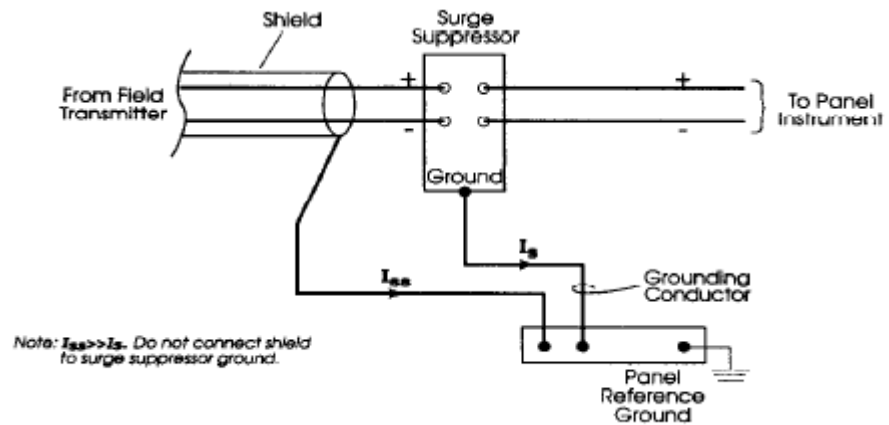 Shield
Surge
Suppressor
From Field
Transmitter
+
+
-
-
To Panel
Instrument
Ground
Is
Iss
Grounding
Conductor
Note: Iss>>Is. Do not connect shield
to surge suppressor ground.
Panel
Reference
Ground